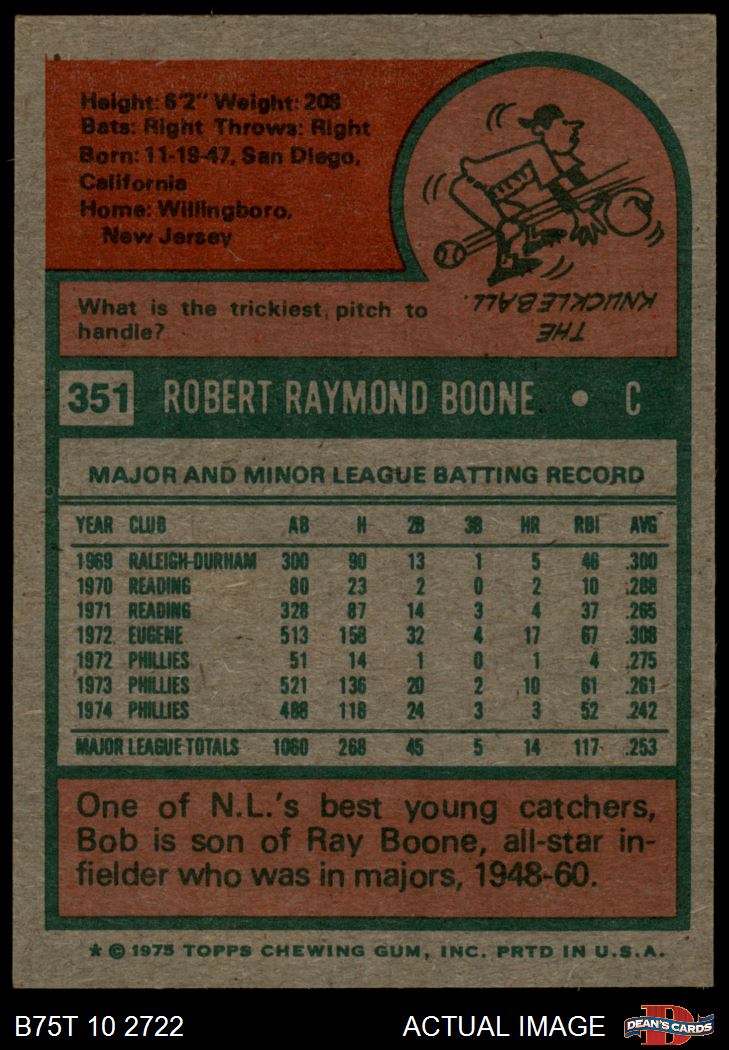 Height: 6'2" Weight: 208
Bats: Right Throws: Right
Born: 11-19-47, San Diego,
California
Home: Willingboro,
New Jersey
What is the trickiest pitch to
handle?
THE
KNUCKLEBALL.
351 ROBERT RAYMOND BOONE • C
MAJOR AND MINOR LEAGUE BATTING RECORD
YEAR CLUB AB H 2B 3B HR RBI AVG
1969 RALEIGH-DURHAM 300 90 13 1 5 46 .300
1970 READING 80 23 2 0 2 10 .288
1971 READING 328 87 14 3 4 37 .265
1972 EUGENE 513 158 32 4 17 67 .308
1972 PHILLIES 51 14 1 0 1 4 .275
1973 PHILLIES 521 136 20 2 10 61 .261
1974 PHILLIES 488 118 24 3 3 52 .242
MAJOR LEAGUE TOTALS 1060 268 45 5 14 117 .253
One of N.L.'s best young catchers,
Bob is son of Ray Boone, all-star in-
fielder who was in majors, 1948-60.
* © 1975 TOPPS CHEWING GUM, INC. PRTD IN U.S.A.
B75T 10 2722 ACTUAL IMAGE DEAN'S CARDS